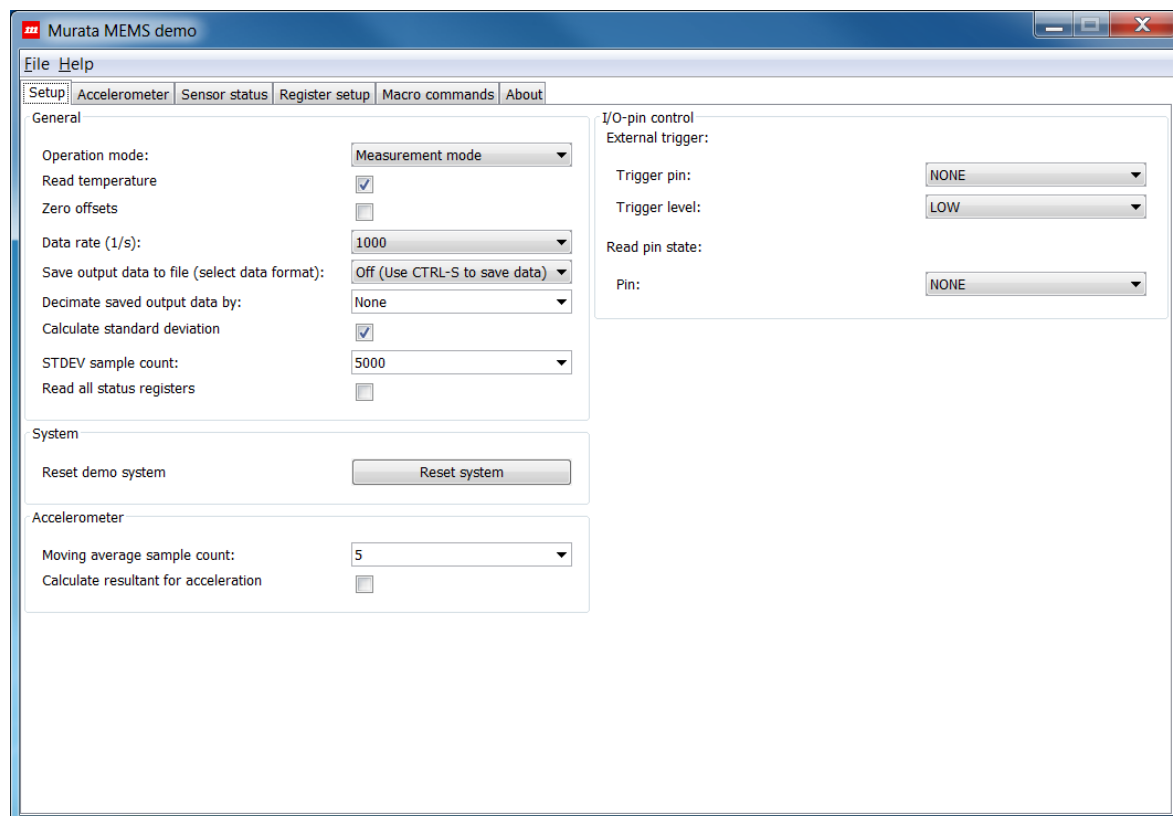 m Murata MEMS demo
File Help
Setup Accelerometer Sensor status Register setup Macro commands About
General
Operation mode: Measurement mode
Read temperature
Zero offsets
Data rate (1/s): 1000
Save output data to file (select data format): Off (Use CTRL-S to save data)
Decimate saved output data by: None
Calculate standard deviation
STDEV sample count: 5000
Read all status registers
System
Reset demo system Reset system
Accelerometer
Moving average sample count: 5
Calculate resultant for acceleration
I/O-pin control
External trigger:
Trigger pin: NONE
Trigger level: LOW
Read pin state:
Pin: NONE